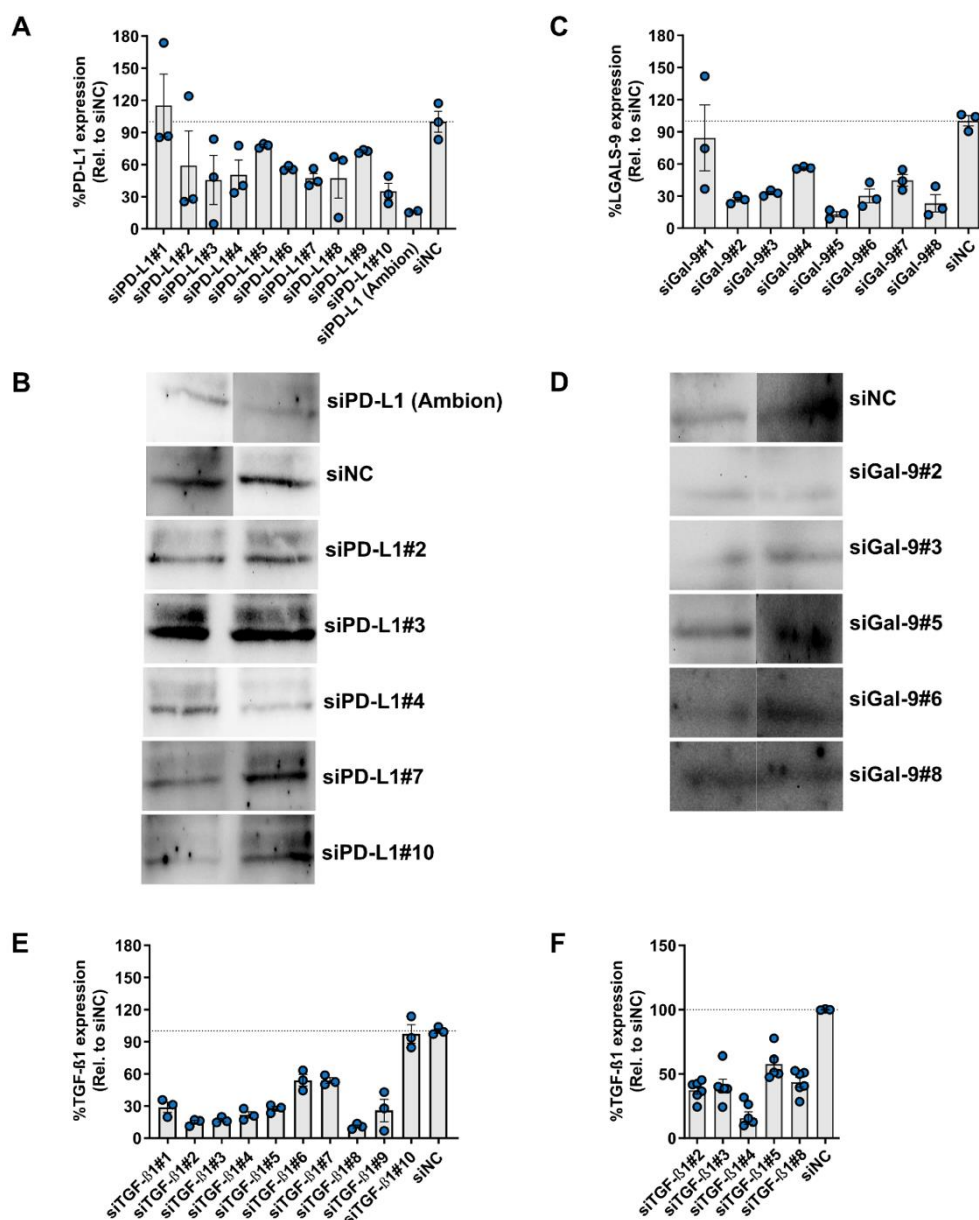 A
%PD-L1 expression
(Rel. to siNC)
180
150
120
90
60
30
0
siPD-L1#1
siPD-L1#2
siPD-L1#3
siPD-L1#4
siPD-L1#5
siPD-L1#6
siPD-L1#7
siPD-L1#8
siPD-L1#9
siPD-L1#10
siPD-L1 (Ambion)
siNC
C
%LGALS-9 expression
(Rel. to siNC)
180
150
120
90
60
30
0
siGal-9#1
siGal-9#2
siGal-9#3
siGal-9#4
siGal-9#5
siGal-9#6
siGal-9#7
siGal-9#8
siNC
B
siPD-L1 (Ambion)
siNC
siPD-L1#2
siPD-L1#3
siPD-L1#4
siPD-L1#7
siPD-L1#10
D
siNC
siGal-9#2
siGal-9#3
siGal-9#5
siGal-9#6
siGal-9#8
E
%TGF-ß1 expression
(Rel. to siNC)
180
150
120
90
60
30
0
siTGF-ß1#1
siTGF-ß1#2
siTGF-ß1#3
siTGF-ß1#4
siTGF-ß1#5
siTGF-ß1#6
siTGF-ß1#7
siTGF-ß1#8
siTGF-ß1#9
siTGF-ß1#10
siNC
F
%TGF-ß1 expression
(Rel. to siNC)
150
100
50
0
siTGF-ß1#2
siTGF-ß1#3
siTGF-ß1#4
siTGF-ß1#5
siTGF-ß1#8
siNC